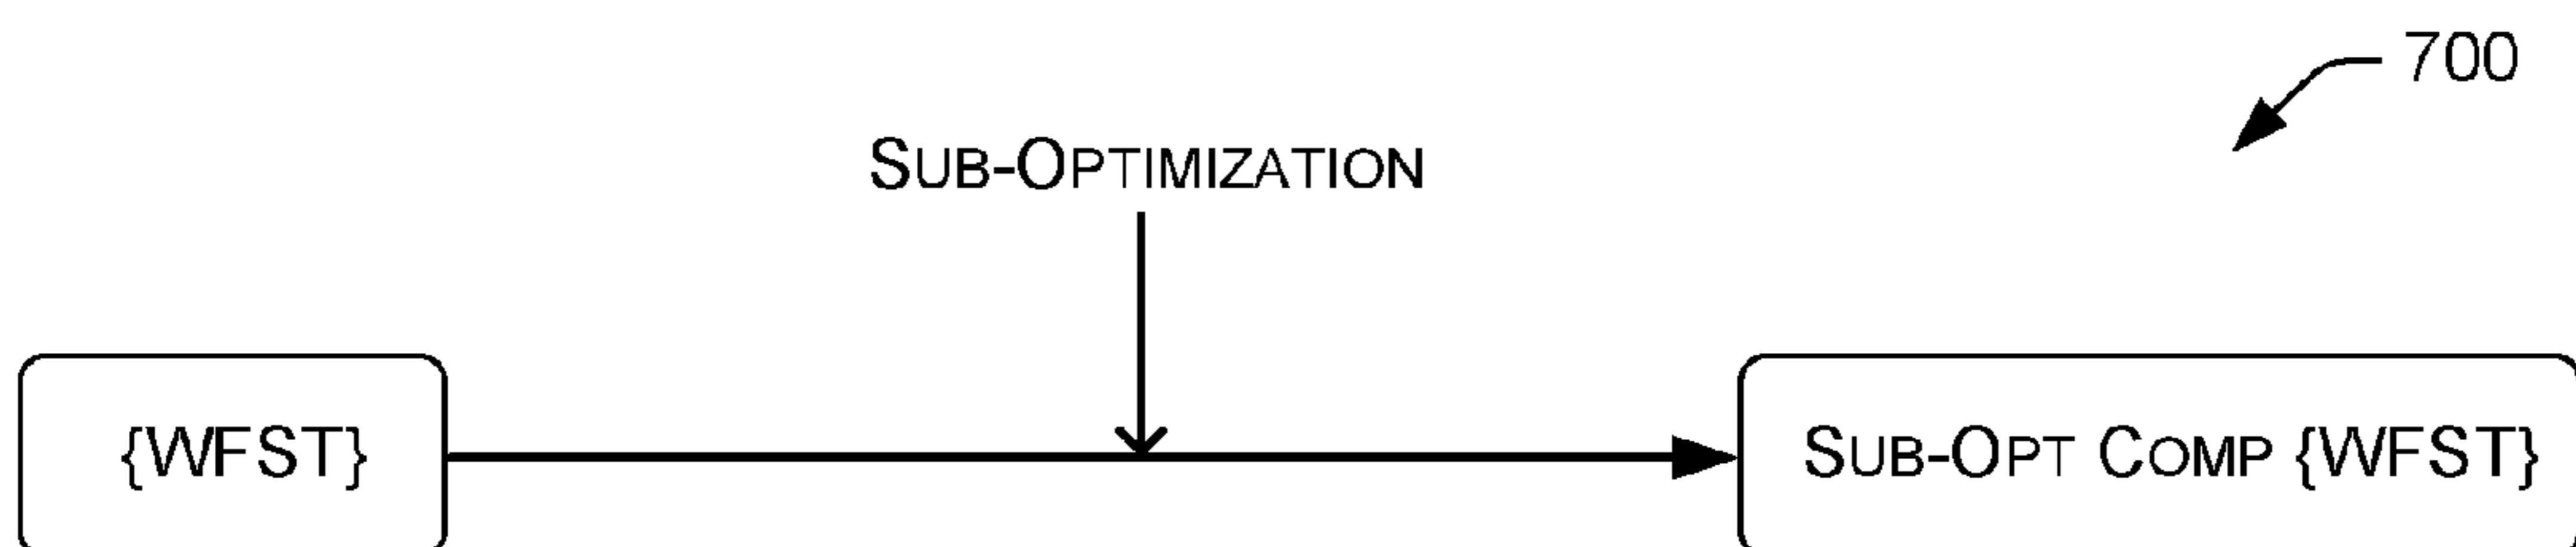 700
SUB-OPTIMIZATION
{WFST}
SUB-OPT COMP {WFST}